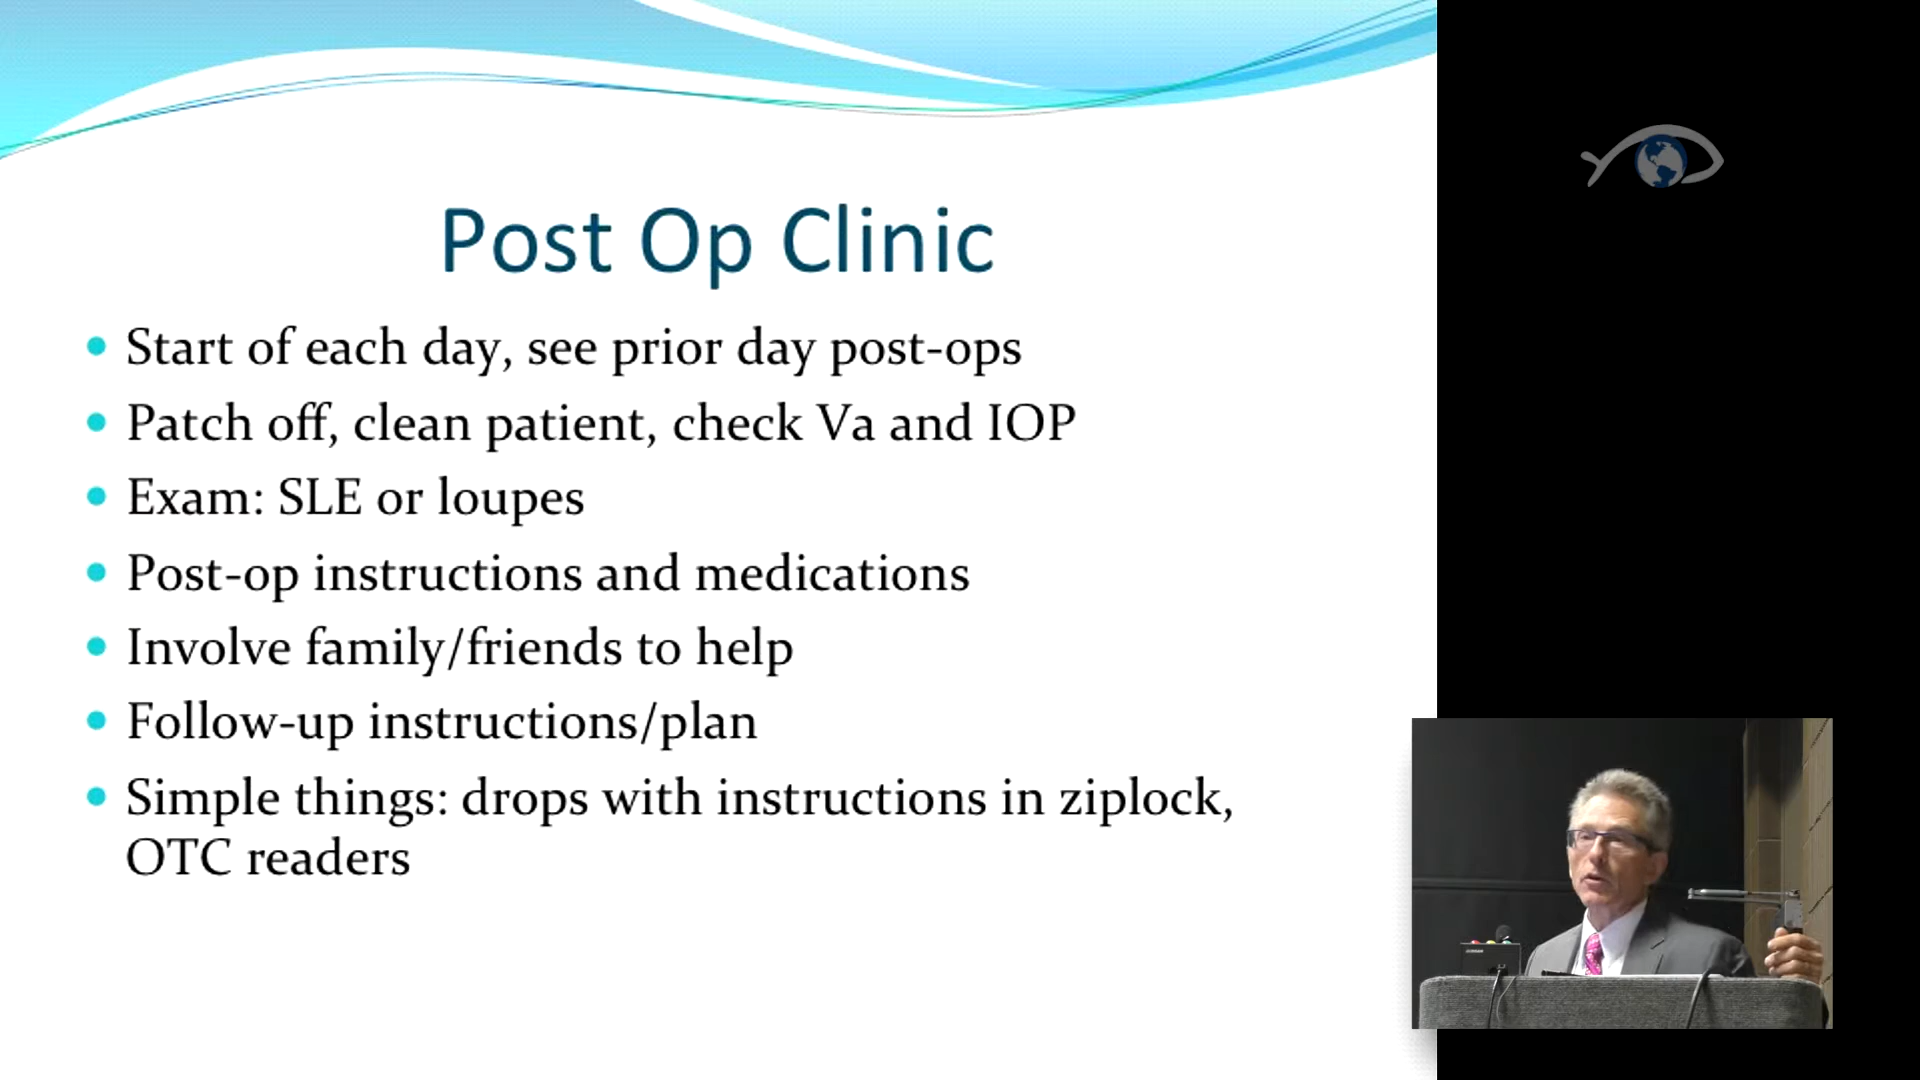 Post Op Clinic
Start of each day, see prior day post-ops
Patch off, clean patient, check Va and IOP
Exam: SLE or loupes
Post-op instructions and medications
Involve family/friends to help
Follow-up instructions/plan
Simple things: drops with instructions in ziplock,
OTC readers